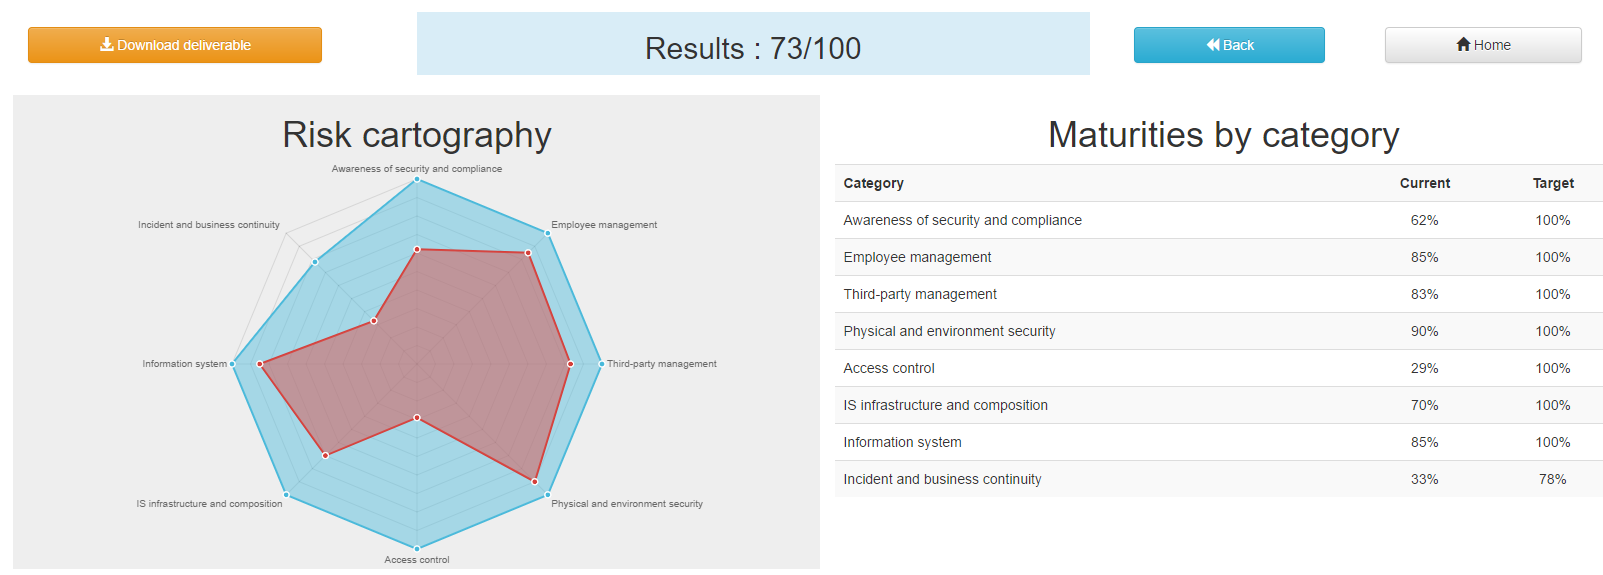 Download deliverable
Results : 73/100
Back
Home
Risk cartography
Awareness of security and compliance
Incident and business continuity
Employee management
Information system
Third-party management
IS infrastructure and composition
Physical and environment security
Access control
Maturities by category
Category Current Target
Awareness of security and compliance 62% 100%
Employee management 85% 100%
Third-party management 83% 100%
Physical and environment security 90% 100%
Access control 29% 100%
IS infrastructure and composition 70% 100%
Information system 85% 100%
Incident and business continuity 33% 78%